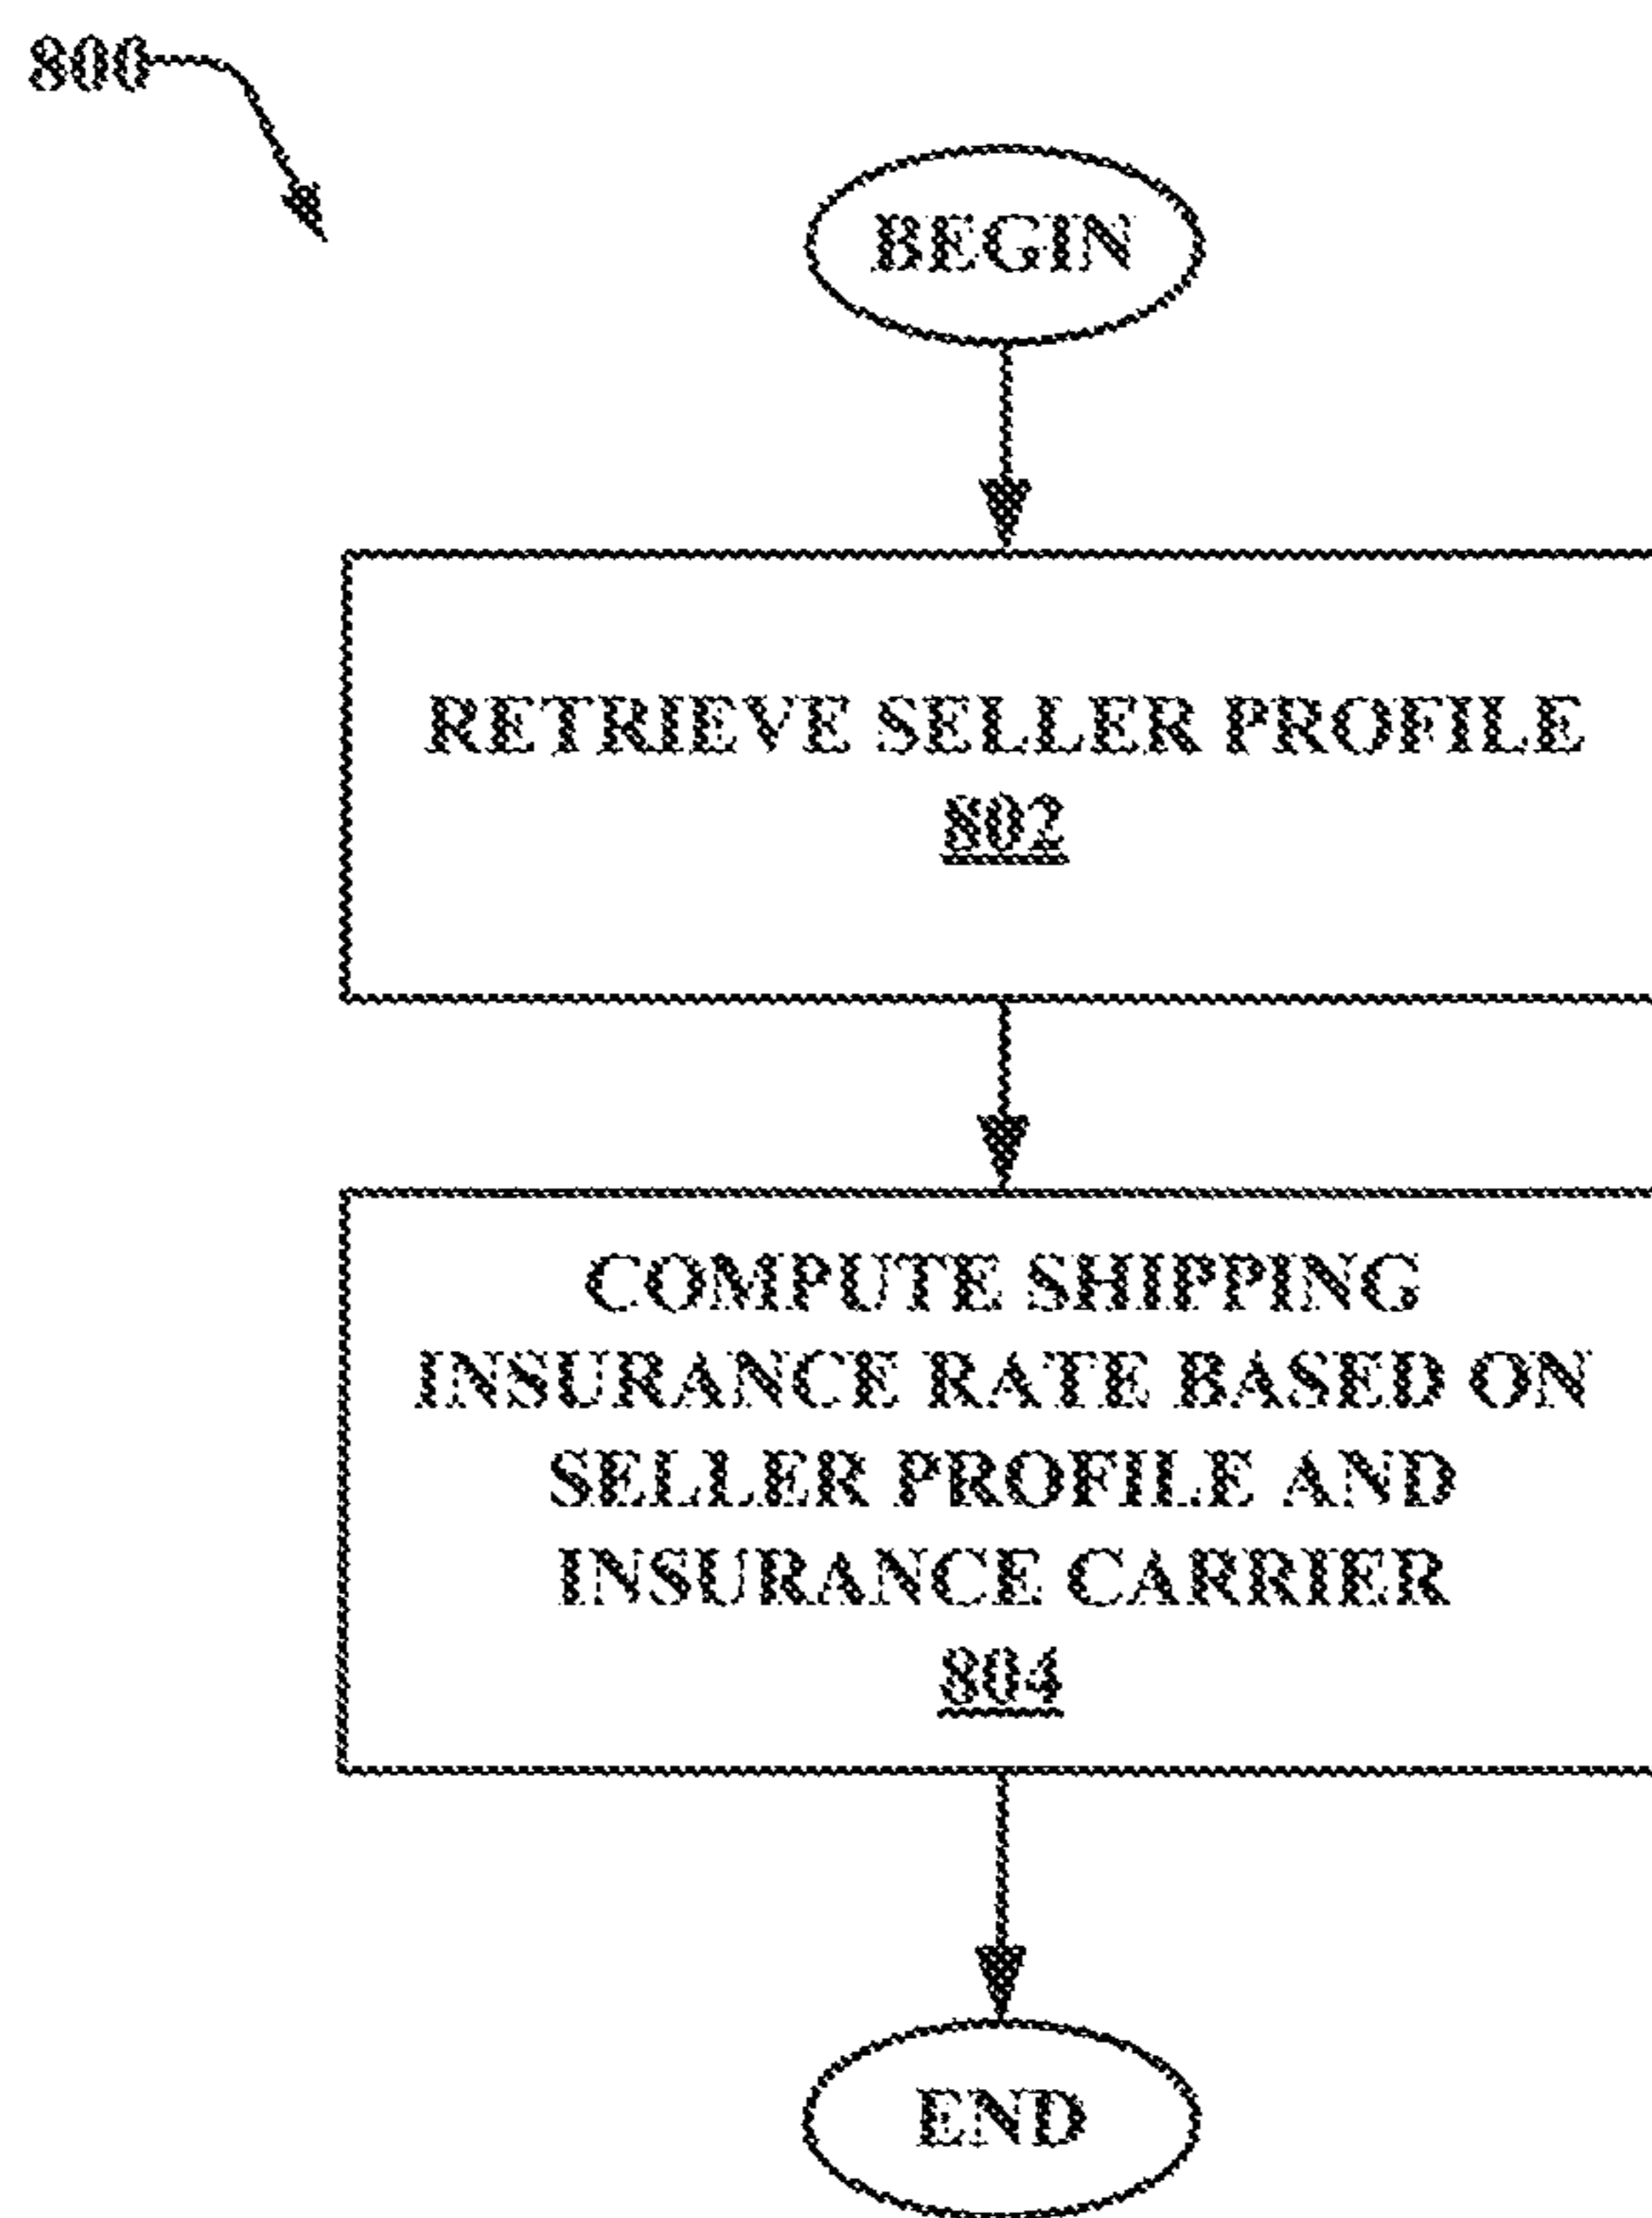 800
BEGIN
RETRIEVE SELLER PROFILE
802
COMPUTE SHIPPING
INSURANCE RATE BASED ON
SELLER PROFILE AND
INSURANCE CARRIER
804
END